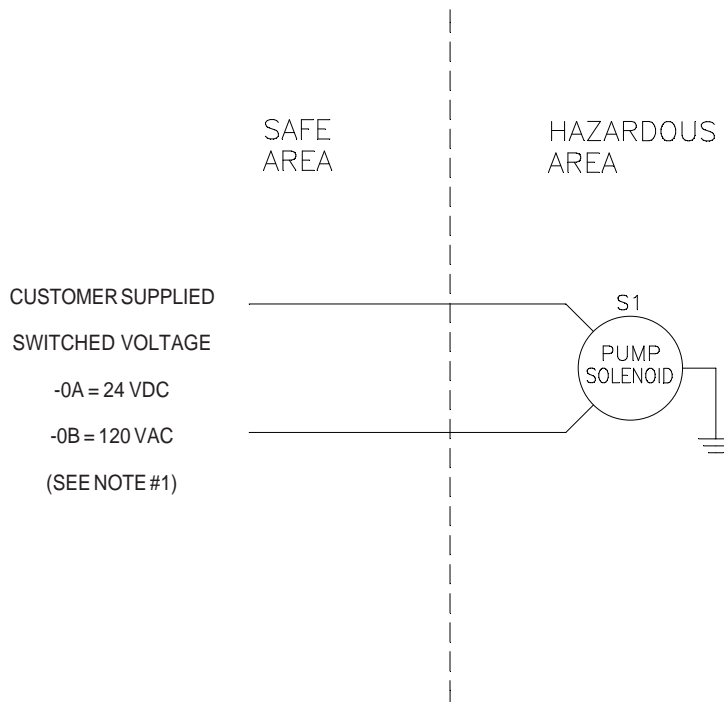 SAFE
AREA
HAZARDOUS
AREA
CUSTOMER SUPPLIED
SWITCHED VOLTAGE
-0A = 24 VDC
-0B = 120 VAC
(SEE NOTE #1)
S1
PUMP
SOLENOID